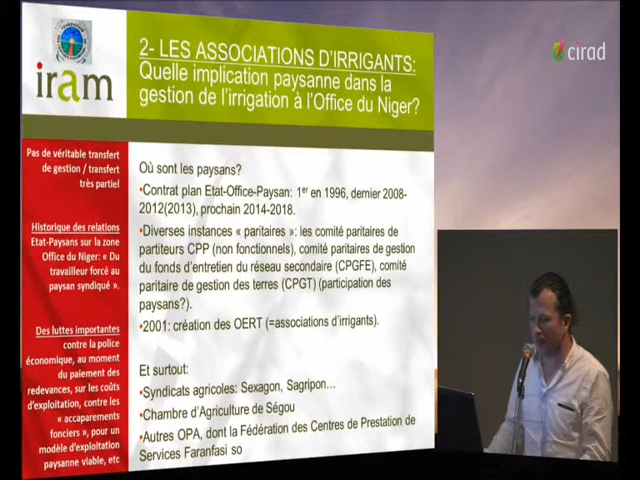 iram
2- LES ASSOCIATIONS D'IRRIGANTS:
Quelle implication paysanne dans la
gestion de l'irrigation à l'Office du Niger?
cirad
Pas de véritable transfert
de gestion / transfert
très partiel
Historique des relations
Etat-Paysans sur la zone
Office du Niger: « Du
travailleur forcé au
paysan syndiqué ».
Des luttes importantes
contre la police
économique, au moment
du paiement des
redevances, sur les coûts
d'exploitation, contre les
« accaparements
fonciers », pour un
modèle d'exploitation
paysanne viable, etc
Où sont les paysans?
•Contrat plan Etat-Office-Paysan: 1er en 1996, dernier 2008-
2012(2013), prochain 2014-2018.
•Diverses instances « paritaires »: les comité paritaires de
partiteurs CPP (non fonctionnels), comité paritaires de gestion
du fonds d'entretien du réseau secondaire (CPGFE), comité
paritaire de gestion des terres (CPGT) (participation des
paysans?).
•2001: création des OERT (=associations d'irrigants).
Et surtout:
•Syndicats agricoles: Sexagon, Sagripon…
•Chambre d'Agriculture de Ségou
•Autres OPA, dont la Fédération des Centres de Prestation de
Services Faranfasi so